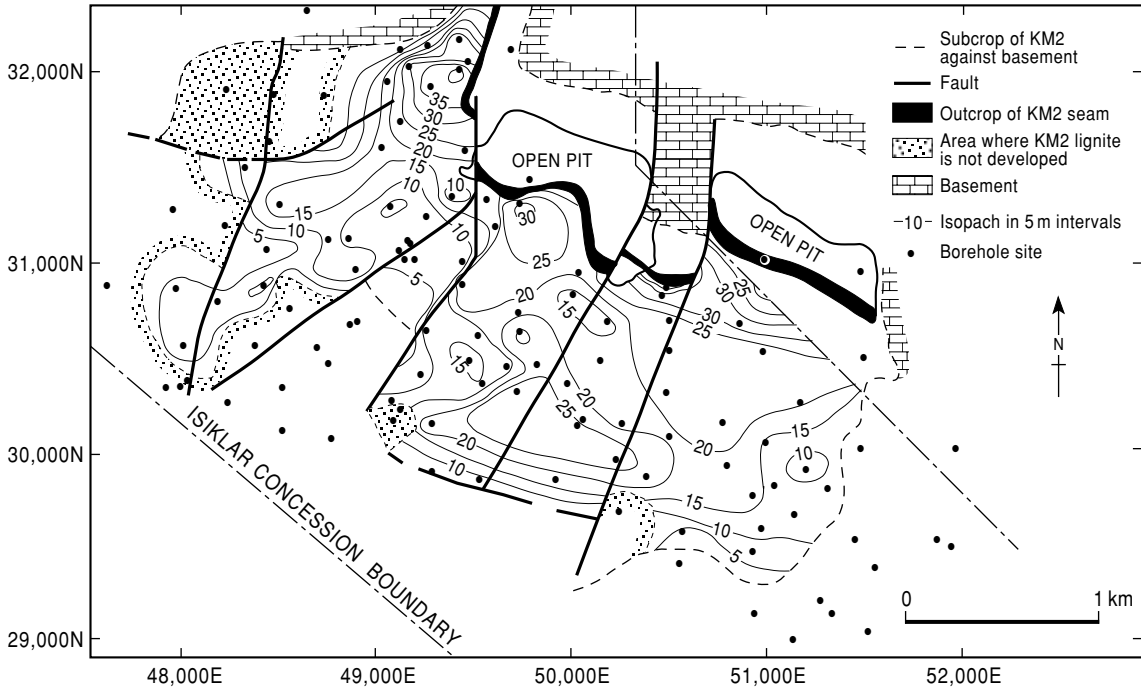 32,000N
31,000N
30,000N
29,000N
48,000E
49,000E
50,000E
51,000E
52,000E
OPEN PIT
OPEN PIT
ISIKLAR CONCESSION BOUNDARY
35
30
25
20
15
10
10
15
10
5
5
10
30
25
20
15
15
20
25
20
10
25
30
25
20
15
10
15
10
5
Subcrop of KM2
against basement
Fault
Outcrop of KM2 seam
Area where KM2 lignite
is not developed
Basement
-10- Isopach in 5 m intervals
Borehole site
N
0 1 km